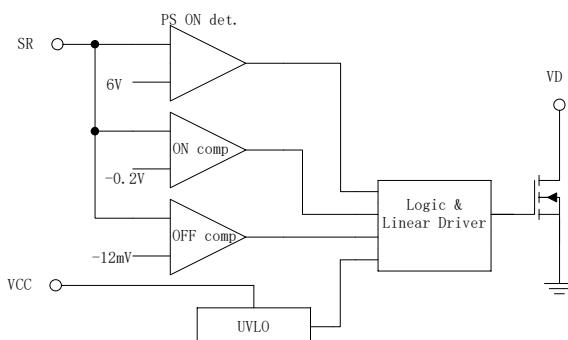 PS ON det.
SR
VD
6V
ON comp
-0.2V
Logic &
Linear Driver
OFF comp
-12mV
VCC
UVLO